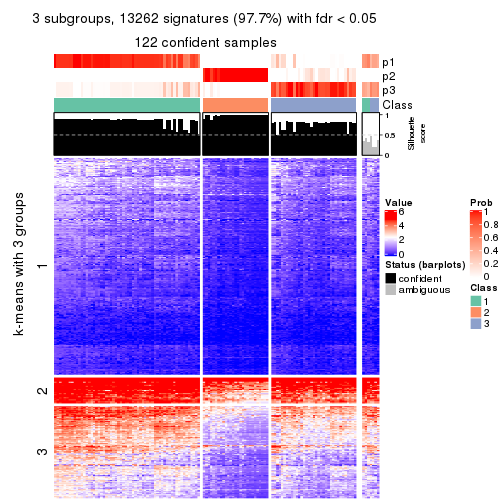 3 subgroups, 13262 signatures (97.7%) with fdr < 0.05
122 confident samples
p1
p2
p3
Class
1
0.5
0
Silhouette
score
k-means with 3 groups
1
2
3
Value
6
4
2
0
Status (barplots)
confident
ambiguous
Prob
1
0.8
0.6
0.4
0.2
0
Class
1
2
3